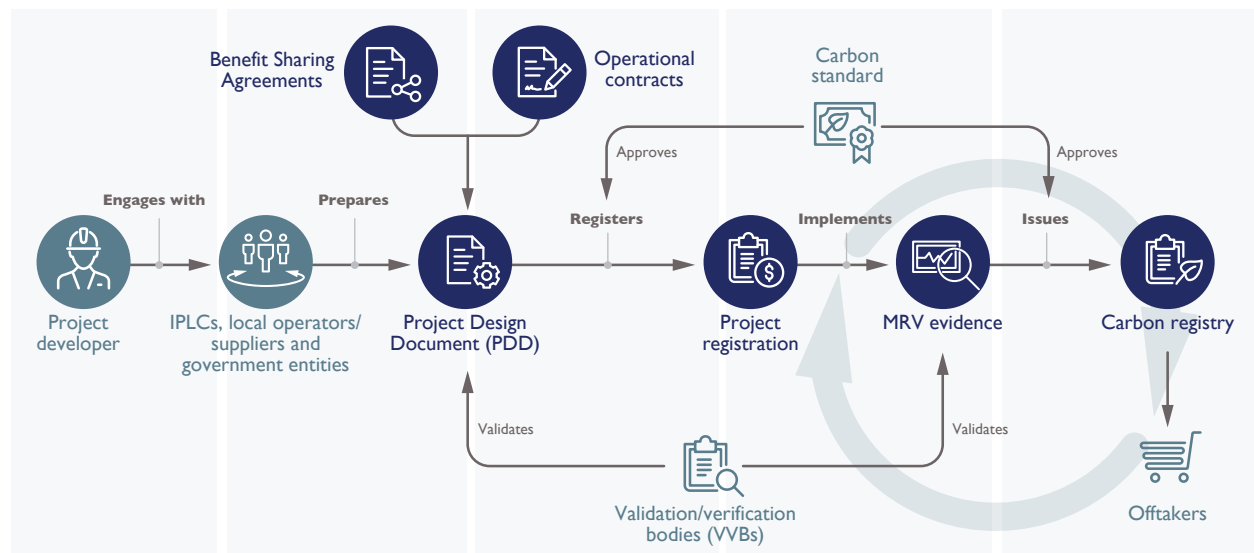 Benefit Sharing
Agreements
Operational
contracts
Carbon
standard
Approves
Approves
Engages with
Prepares
Registers
Implements
Issues
$
Project
developer
IPLCs, local operators/
suppliers and
government entities
Project Design
Document (PDD)
Project
registration
MRV evidence
Carbon registry
Validates
Validates
Validation/verification
bodies (VVBs)
Offtakers